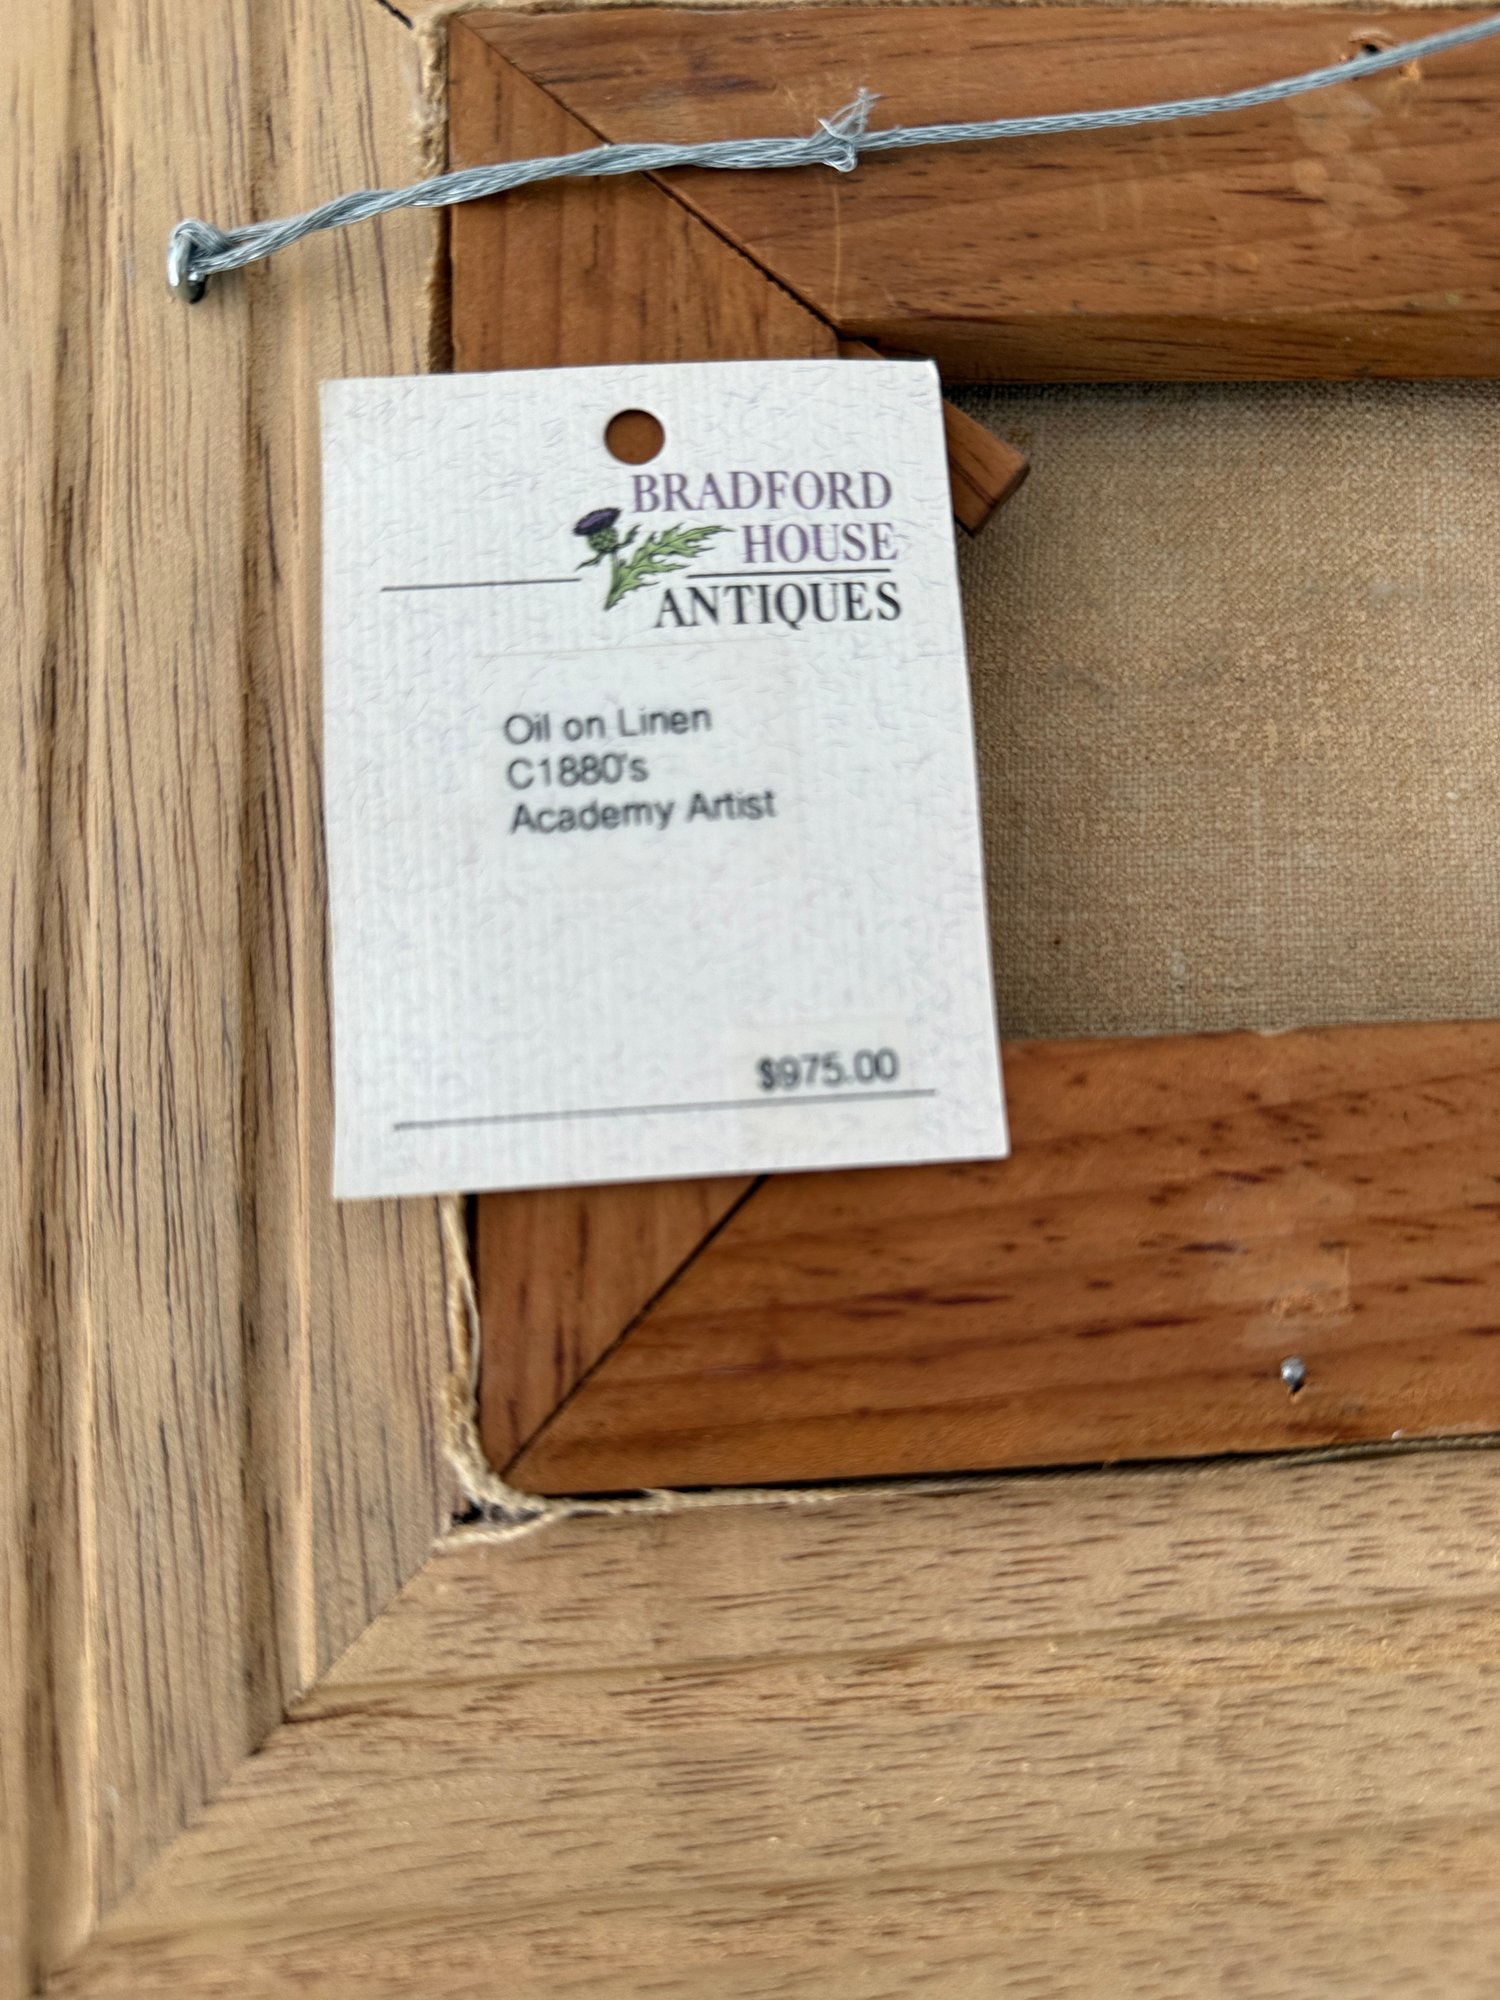 BRADFORD
HOUSE
ANTIQUES
Oil on Linen
C1880's
Academy Artist
$975.00